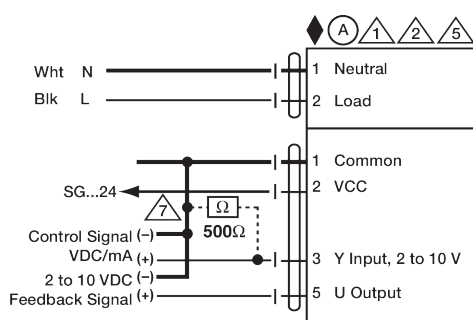 A 1 2 5
Wht N 1 Neutral
Blk L 2 Load
1 Common
SG...24 2 VCC
7 Ω
Control Signal (–) 500Ω
VDC/mA (+) 3 Y Input, 2 to 10 V
2 to 10 VDC (–)
Feedback Signal (+) 5 U Output